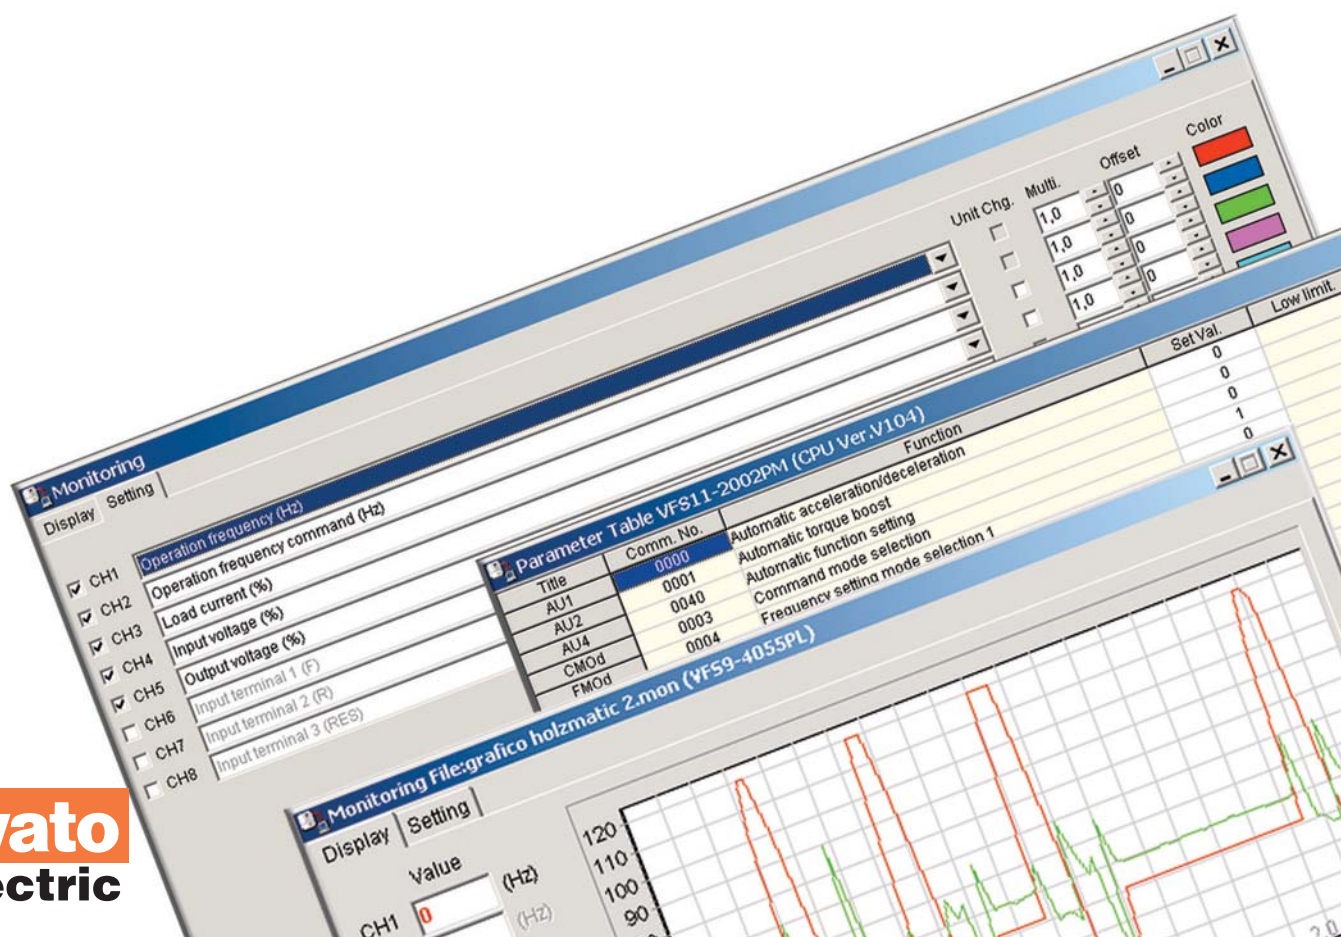 Color
Offset
Multi.
Unit Chg.
1,0 0
1,0 0
1,0 0
1,0 0
Monitoring
Display Setting
CH1 Operation frequency (Hz)
CH2 Operation frequency command (Hz)
CH3 Load current (%)
CH4 Input voltage (%)
CH5 Output voltage (%)
CH6 Input terminal 1 (F)
CH7 Input terminal 2 (R)
CH8 Input terminal 3 (RES)
Parameter Table VFS11-2002PM (CPU Ver.V104)
Title Comm. No. Function Set Val. Low limit.
AU1 0000 Automatic acceleration/deceleration 0
AU2 0001 Automatic torque boost 0
AU4 0040 Automatic function setting 0
CMOd 0003 Command mode selection 1
FMOd 0004 Frequency setting mode selection 1 0
Monitoring File:grafico holzmatic 2.mon (VFS9-4055PL)
Display Setting
Value
CH1 0 (Hz)
(Hz)
120
110
100
90
2.0
vato
ectric